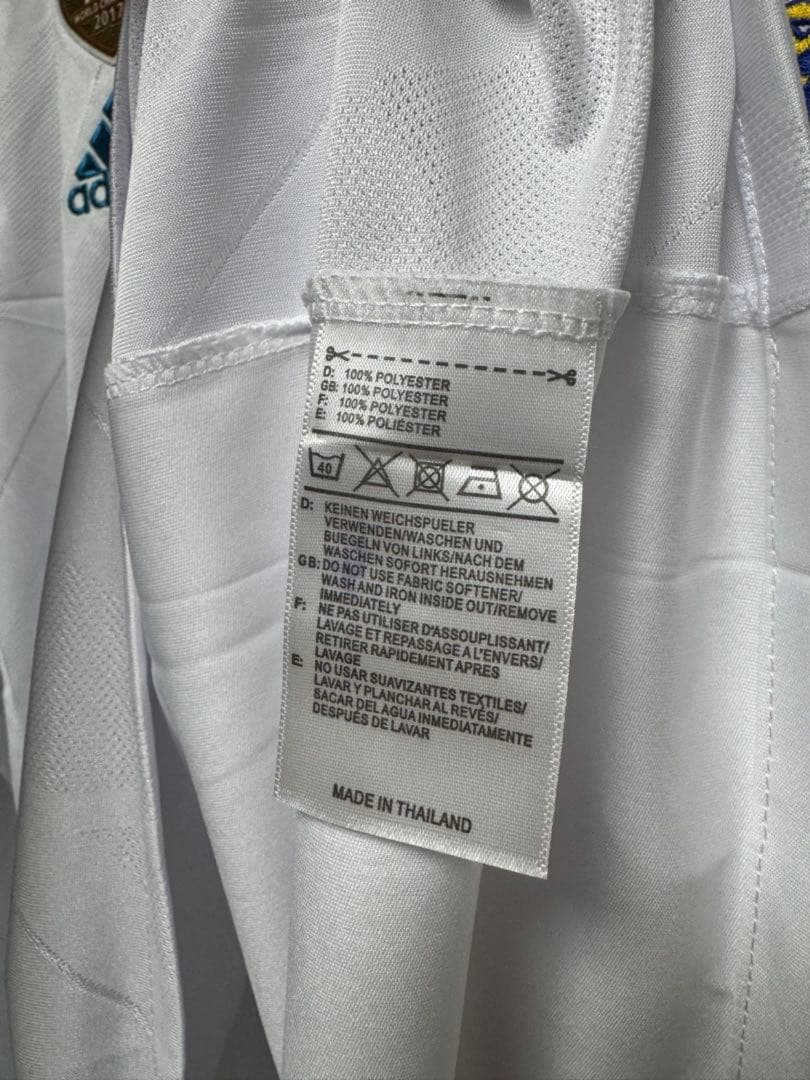 2017
ad
D: 100% POLYESTER
GB: 100% POLYESTER
F: 100% POLYESTER
E: 100% POLIÉSTER
40
D: KEINEN WEICHSPUELER
VERWENDEN/WASCHEN UND
BUEGELN VON LINKS/NACH DEM
WASCHEN SOFORT HERAUSNEHMEN
GB: DO NOT USE FABRIC SOFTENER/
WASH AND IRON INSIDE OUT/REMOVE
IMMEDIATELY
F: NE PAS UTILISER D'ASSOUPLISSANT/
LAVAGE ET REPASSAGE A L'ENVERS/
RETIRER RAPIDEMENT APRES
LAVAGE
E: NO USAR SUAVIZANTES TEXTILES/
LAVAR Y PLANCHAR AL REVÉS/
SACAR DEL AGUA INMEDIATAMENTE
DESPUÉS DE LAVAR
MADE IN THAILAND